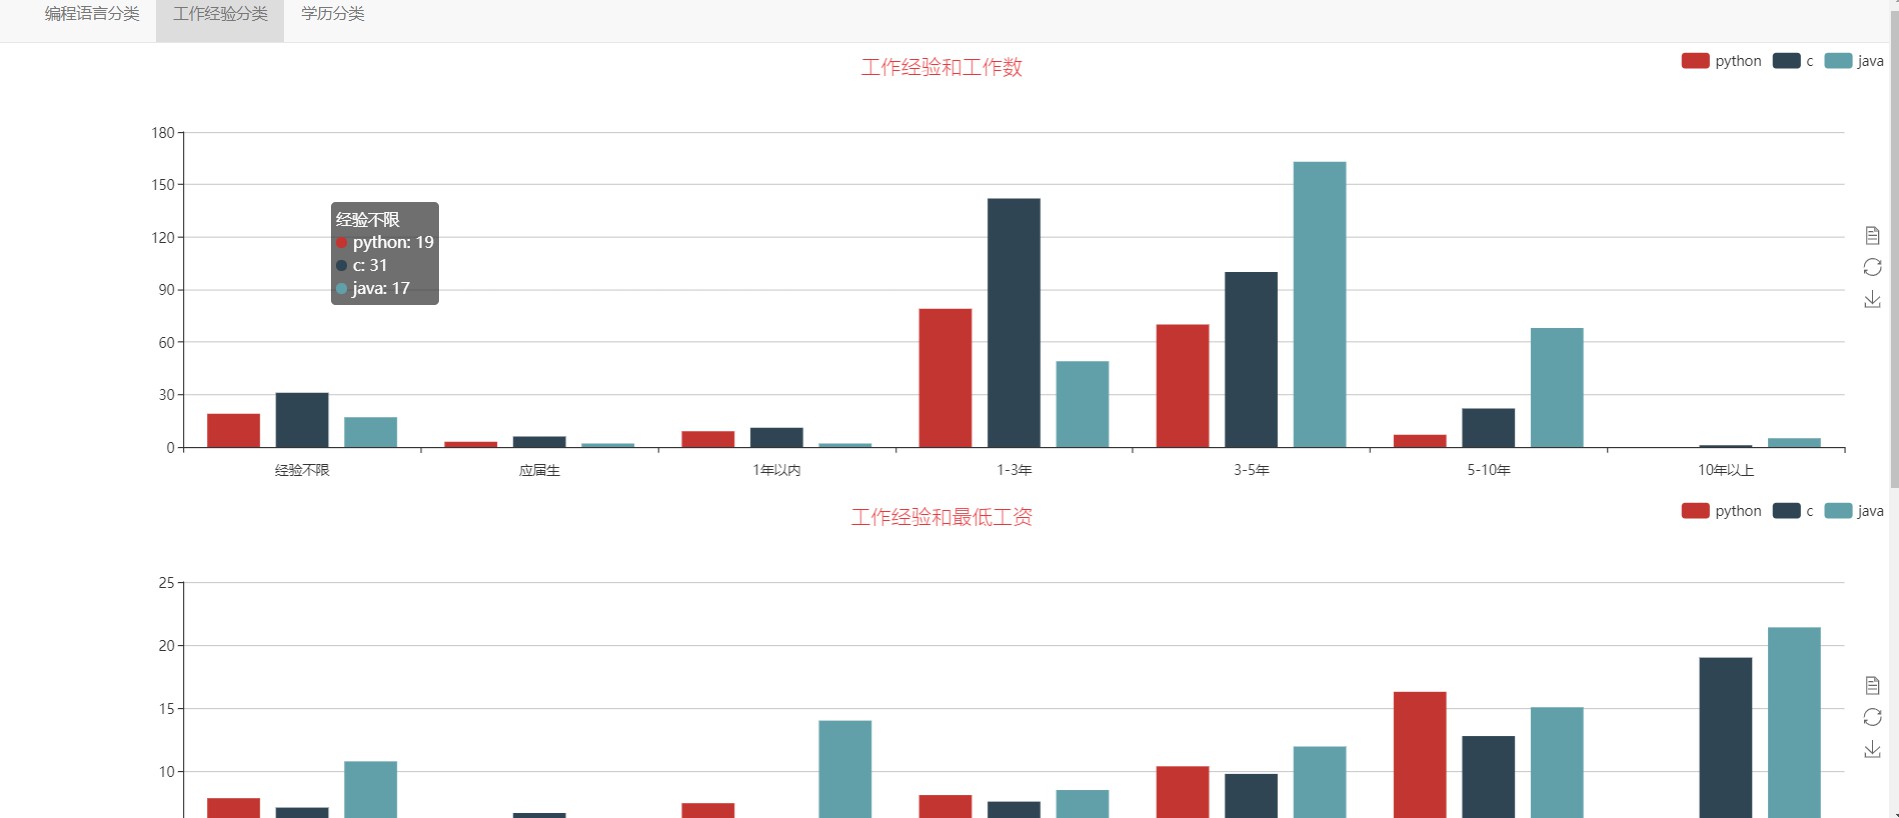 编程语言分类 工作经验分类 学历分类
工作经验和工作数
python c java
180
150
120
90
60
30
0
经验不限
python: 19
c: 31
java: 17
经验不限 应届生 1年以内 1-3年 3-5年 5-10年 10年以上
工作经验和最低工资
python c java
25
20
15
10